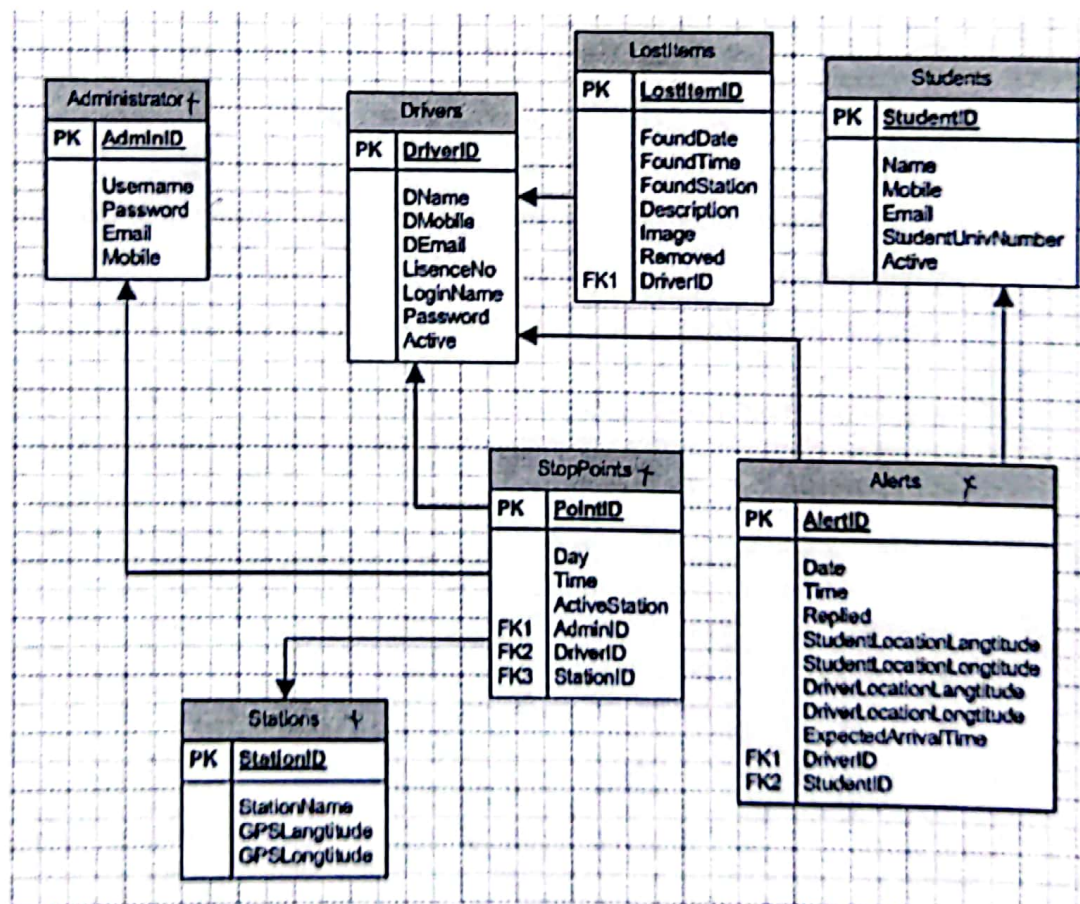 Administrator
PK AdminID
Username
Password
Email
Mobile
Drivers
PK DriverID
DName
DMobile
DEmail
LisenceNo
LoginName
Password
Active
LostItems
PK LostItemID
FoundDate
FoundTime
FoundStation
Description
Image
Removed
FK1 DriverID
Students
PK StudentID
Name
Mobile
Email
StudentUnivNumber
Active
StopPoints
PK PointID
Day
Time
ActiveStation
FK1 AdminID
FK2 DriverID
FK3 StationID
Alerts
PK AlertID
Date
Time
Replied
StudentLocationLangtitude
StudentLocationLongtitude
DriverLocationLangtitude
DriverLocationLongtitude
ExpectedArrivalTime
FK1 DriverID
FK2 StudentID
Stations
PK StationID
StationName
GPSLangtitude
GPSLongtitude